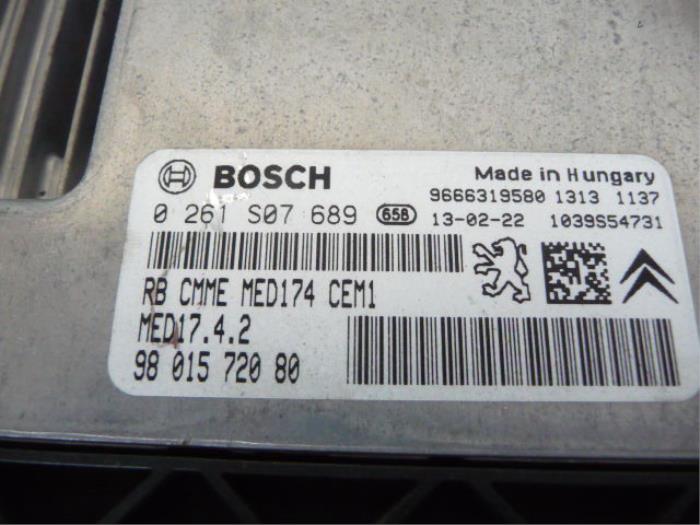 BOSCH
Made in Hungary
9666319580 1313 1137
0 261 S07 689 658 13-02-22 1039S54731
RB CMME MED174 CEM1
MED17.4.2
98 015 720 80